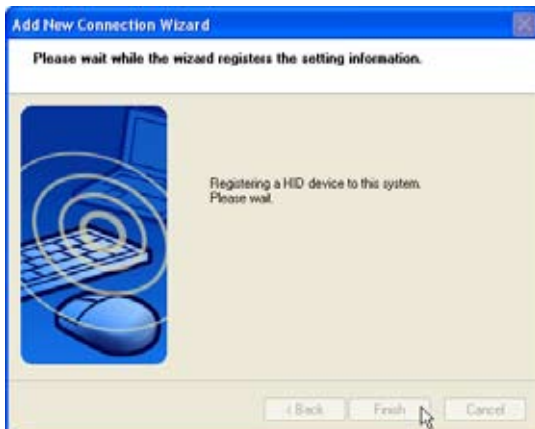 Add New Connection Wizard
Please wait while the wizard registers the setting information.
Registering a HID device to this system.
Please wait.
< Back
Finish
Cancel